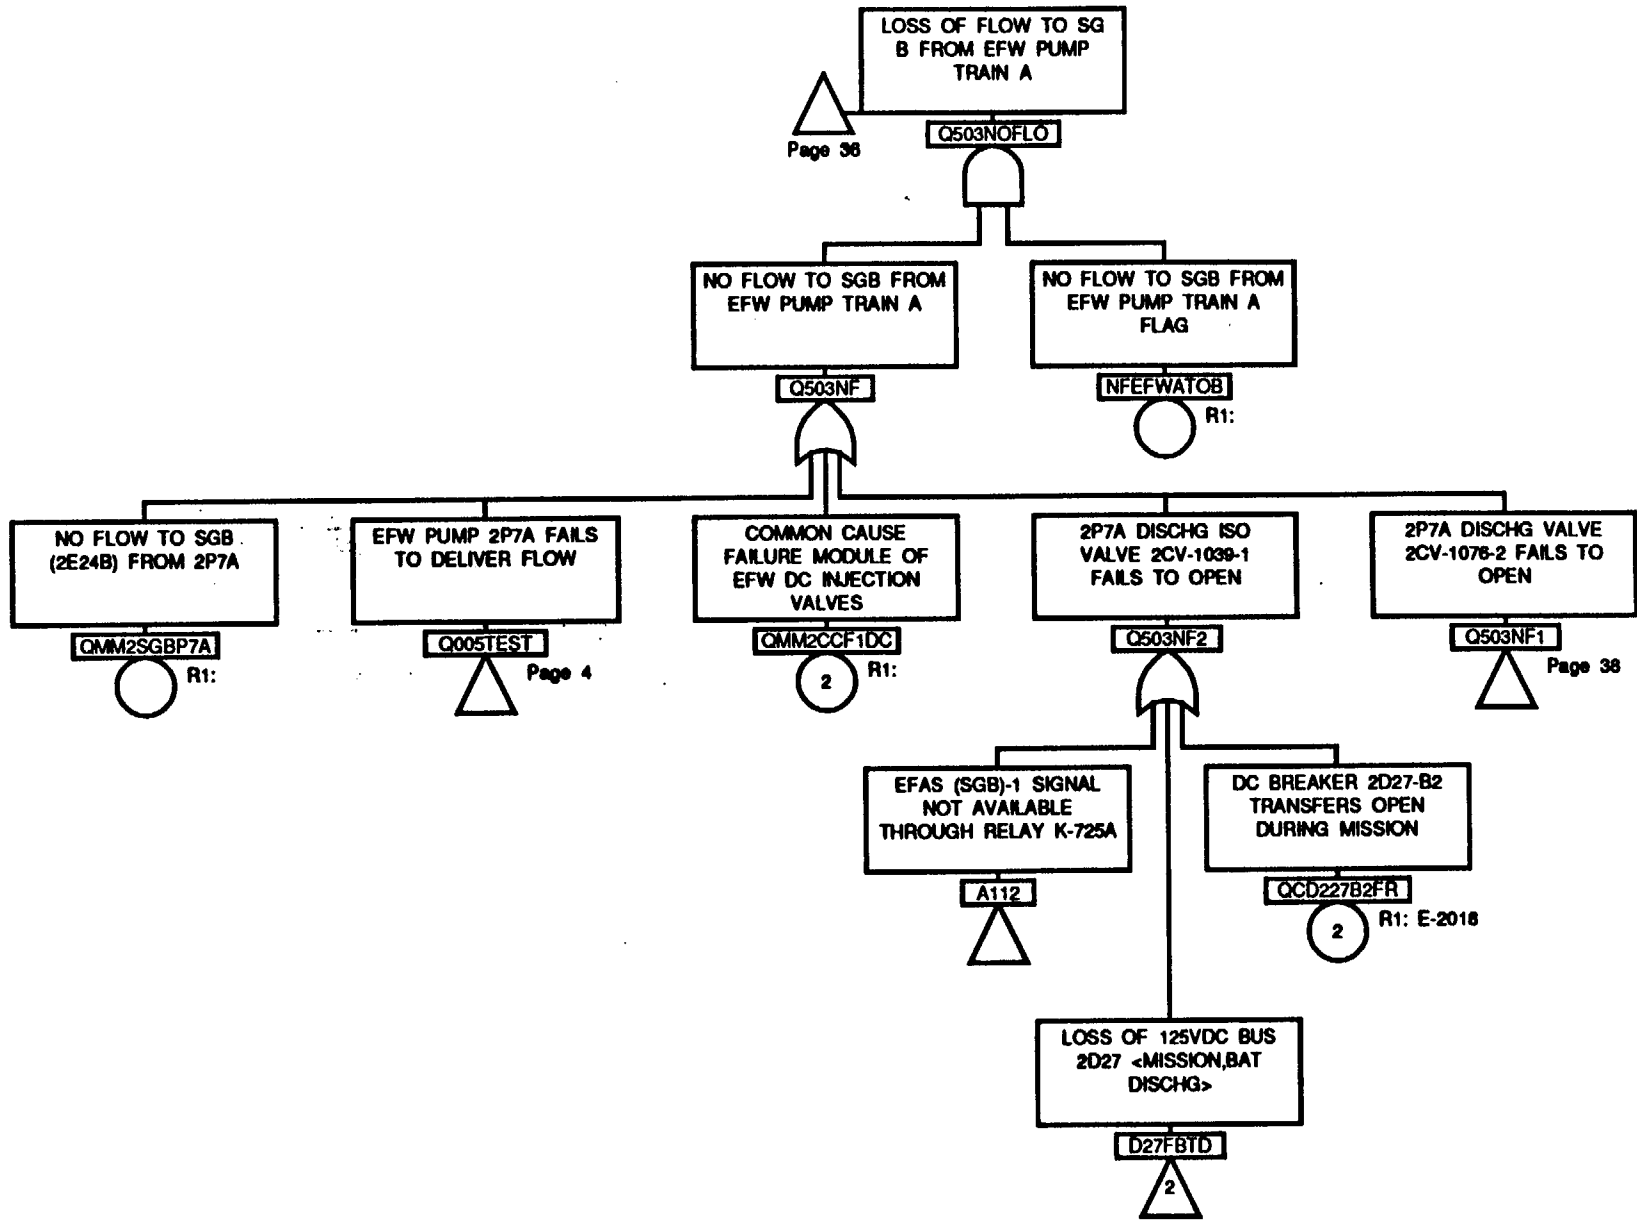 LOSS OF FLOW TO SG
B FROM EFW PUMP
TRAIN A
Page 36
Q503NOFLO
NO FLOW TO SGB FROM
EFW PUMP TRAIN A
Q503NF
NO FLOW TO SGB FROM
EFW PUMP TRAIN A
FLAG
NFEFWATOB
R1:
NO FLOW TO SGB
(2E24B) FROM 2P7A
QMM2SGBP7A
R1:
EFW PUMP 2P7A FAILS
TO DELIVER FLOW
Q005TEST
Page 4
COMMON CAUSE
FAILURE MODULE OF
EFW DC INJECTION
VALVES
QMM2CCF1DC
R1:
2
2P7A DISCHG ISO
VALVE 2CV-1039-1
FAILS TO OPEN
Q503NF2
2P7A DISCHG VALVE
2CV-1076-2 FAILS TO
OPEN
Q503NF1
Page 38
EFAS (SGB)-1 SIGNAL
NOT AVAILABLE
THROUGH RELAY K-725A
A112
DC BREAKER 2D27-B2
TRANSFERS OPEN
DURING MISSION
QCD227B2FR
R1: E-2018
2
LOSS OF 125VDC BUS
2D27 <MISSION,BAT
DISCHG>
D27FBTD
2